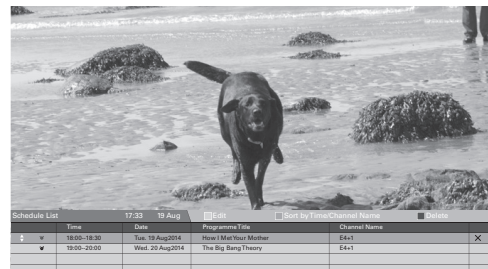 Schedule List 17:33 19 Aug Edit Sort by Time/Channel Name Delete
Time Date Programme Title Channel Name
18:00–18:30 Tue. 19 Aug2014 How I Met Your Mother E4+1
19:00–20:00 Wed. 20 Aug2014 The Big Bang Theory E4+1